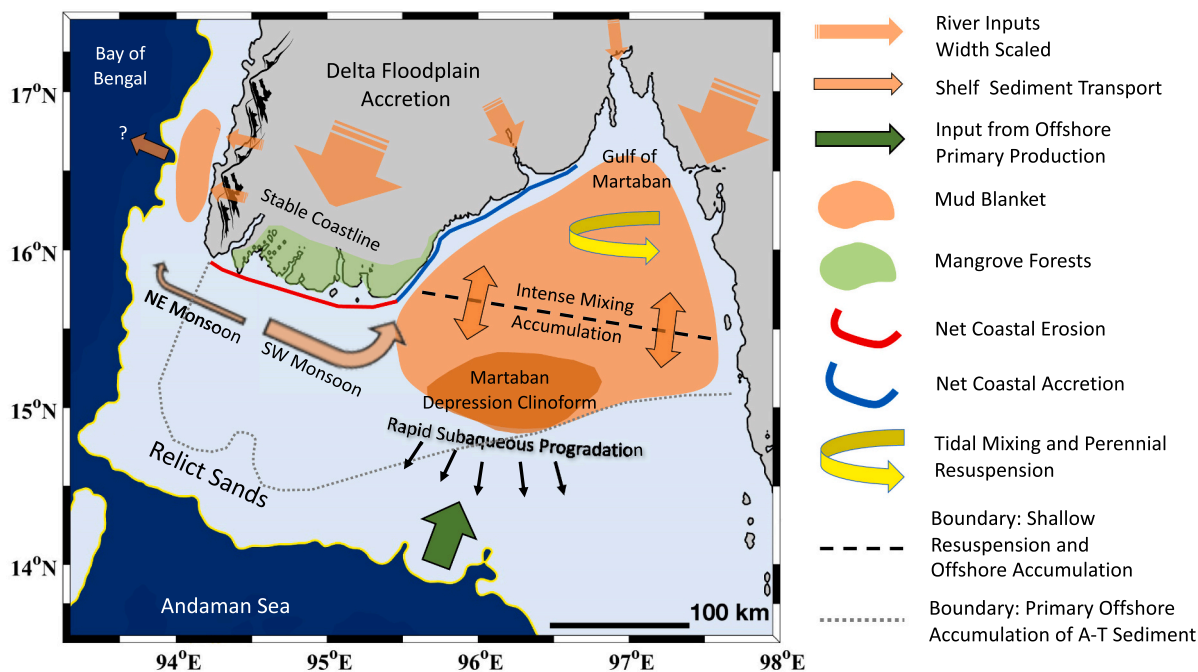 Bay of
Bengal
Delta Floodplain
Accretion
?
Gulf of
Martaban
Stable Coastline
NE Monsoon
SW Monsoon
Intense Mixing
Accumulation
Martaban
Depression Clinoform
Rapid Subaqueous Progradation
Relict Sands
Andaman Sea
100 km
17°N
16°N
15°N
14°N
94°E
95°E
96°E
97°E
98°E
River Inputs
Width Scaled
Shelf Sediment Transport
Input from Offshore
Primary Production
Mud Blanket
Mangrove Forests
Net Coastal Erosion
Net Coastal Accretion
Tidal Mixing and Perennial
Resuspension
Boundary: Shallow
Resuspension and
Offshore Accumulation
Boundary: Primary Offshore
Accumulation of A-T Sediment